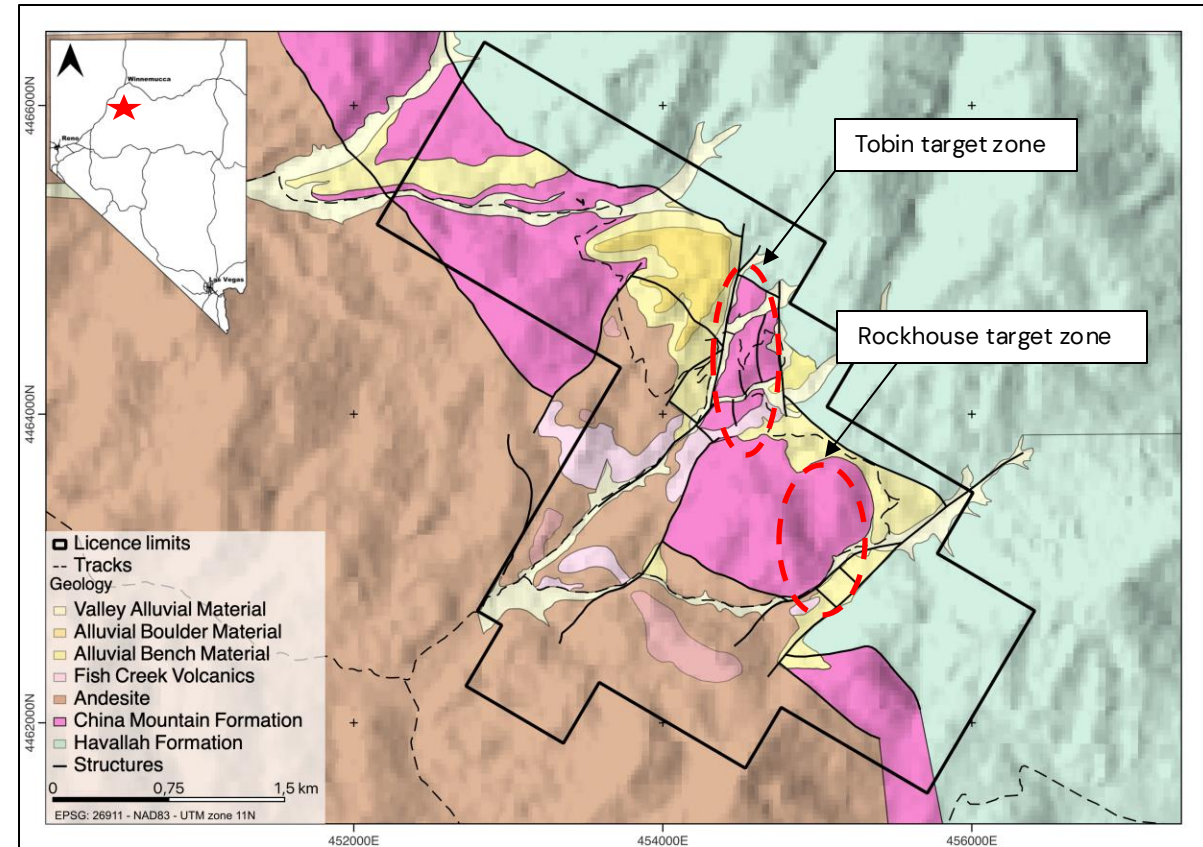 Winnemucca
Reno
Las Vegas
Tobin target zone
Rockhouse target zone
4466000N
4464000N
4462000N
Licence limits
Tracks
Geology
Valley Alluvial Material
Alluvial Boulder Material
Alluvial Bench Material
Fish Creek Volcanics
Andesite
China Mountain Formation
Havallah Formation
Structures
0 0,75 1,5 km
EPSG: 26911 - NAD83 - UTM zone 11N
452000E 454000E 456000E